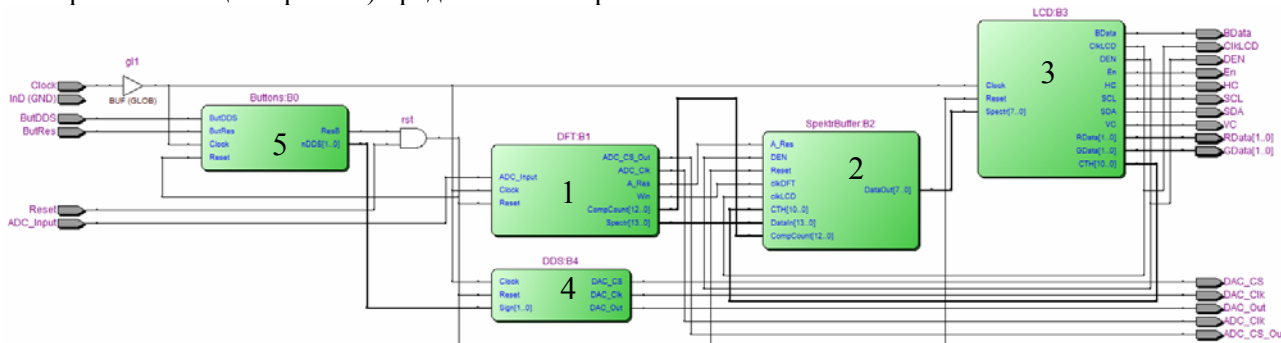 LCD:B3
BData
ClkLCD
DEN
En
HC
SCL
SDA
VC
RData[1..0]
GData[1..0]
CTH[10..0]
Clock
Reset
Spectr[7..0]
3
BData
ClkLCD
DEN
En
HC
SCL
SDA
VC
RData[1..0]
GData[1..0]
gl1
Clock
InD (GND)
BUF (GLOB)
ButDDS
ButRes
Buttons:B0
ButDDS
ButRes
Clock
Reset
5
ResB
nDDS[1..0]
rst
Reset
ADC_Input
DFT:B1
ADC_Input
Clock
Reset
1
ADC_CS_Out
ADC_Clk
A_Res
Win
CompCount[12..0]
Spectr[13..0]
SpektrBuffer:B2
A_Res
DEN
Reset
clkDFT
clkLCD
CTH[10..0]
DataIn[13..0]
CompCount[12..0]
2
DataOut[7..0]
DDS:B4
Clock
Reset
Sign[1..0]
4
DAC_CS
DAC_Clk
DAC_Out
DAC_CS
DAC_Clk
DAC_Out
ADC_Clk
ADC_CS_Ou